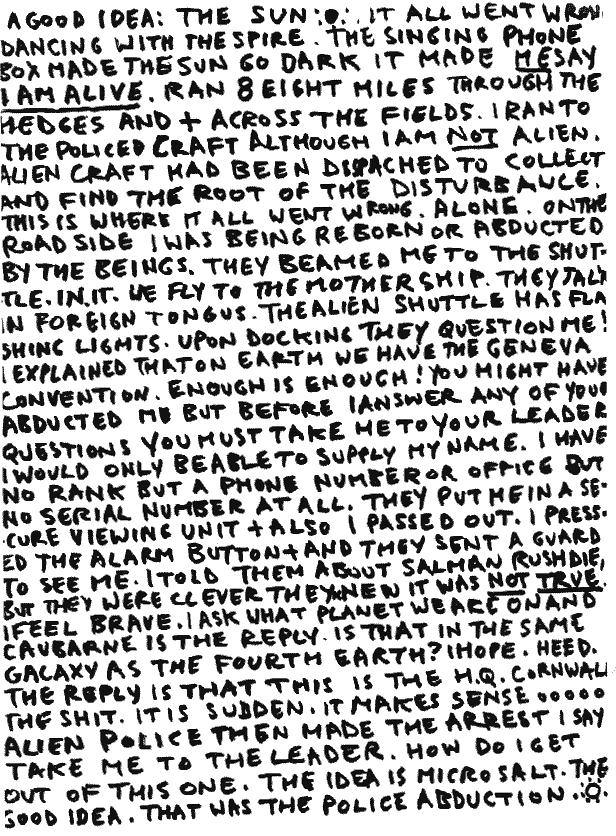 A GOOD IDEA: THE SUN . IT ALL WENT WRON
DANCING WITH THE SPIRE. THE SINGING PHONE
BOX MADE THE SUN GO DARK IT MADE ME SAY
I AM ALIVE. RAN 8 EIGHT MILES THROUGH THE
HEDGES AND + ACROSS THE FIELDS. I RAN TO
THE POLICED CRAFT ALTHOUGH I AM NOT ALIEN.
ALIEN CRAFT HAD BEEN DISPACHED TO COLLECT
AND FIND THE ROOT OF THE DISTURBANCE.
THIS IS WHERE IT ALL WENT WRONG. ALONE. ON THE
ROAD SIDE I WAS BEING REBORN OR ABDUCTED
BY THE BEINGS. THEY BEAMED ME TO THE SHUT-
TLE. IN. IT. WE FLY TO THE MOTHERSHIP. THEY TALK
IN FOREIGN TONGUS. THE ALIEN SHUTTLE HAS FLA
SHING LIGHTS. UPON DOCKING THEY QUESTION ME!
I EXPLAINED THAT ON EARTH WE HAVE THE GENEVA
CONVENTION. ENOUGH IS ENOUGH! YOU MIGHT HAVE
ABDUCTED ME BUT BEFORE I ANSWER ANY OF YOUR
QUESTIONS YOU MUST TAKE ME TO YOUR LEADER
I WOULD ONLY BE ABLE TO SUPPLY MY NAME. I HAVE
NO RANK BUT A PHONE NUMBER OR OFFICE BUT
NO SERIAL NUMBER AT ALL. THEY PUT ME IN A SE-
CURE VIEWING UNIT + ALSO I PASSED OUT. I PRESS-
ED THE ALARM BUTTON + AND THEY SENT A GUARD
TO SEE ME. I TOLD THEM ABOUT SALMAN RUSHDIE,
BUT THEY WERE CLEVER THEY KNEW IT WAS NOT TRUE.
I FEEL BRAVE. I ASK WHAT PLANET WE ARE ON AND
CAUBARNE IS THE REPLY. IS THAT IN THE SAME
GALAXY AS THE FOURTH EARTH? I HOPE. HEED.
THE REPLY IS THAT THIS IS THE H.Q. CORNWALL
THE SHIT. IT IS SUDDEN. IT MAKES SENSE ooooo
ALIEN POLICE THEN MADE THE ARREST I SAY
TAKE ME TO THE LEADER. HOW DO I GET
OUT OF THIS ONE. THE IDEA IS MICRO SALT. THE
GOOD IDEA. THAT WAS THE POLICE ABDUCTION..